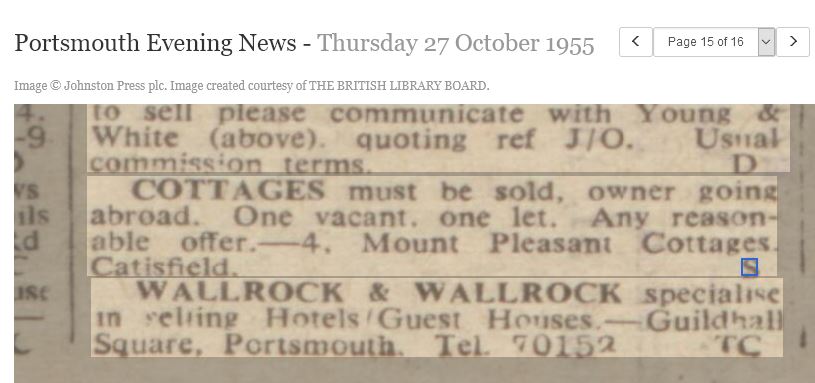 Portsmouth Evening News - Thursday 27 October 1955
Page 15 of 16
Image © Johnston Press plc. Image created courtesy of THE BRITISH LIBRARY BOARD.
4. to sell please communicate with Young &
-9 White (above). quoting ref J/O. Usual
commission terms. D
COTTAGES must be sold, owner going
abroad. One vacant. one let. Any reason-
able offer.—4. Mount Pleasant Cottages.
Catisfield. S
WALLROCK & WALLROCK specialise
in selling Hotels/Guest Houses.—Guildhall
Square, Portsmouth. Tel. 70152 TC